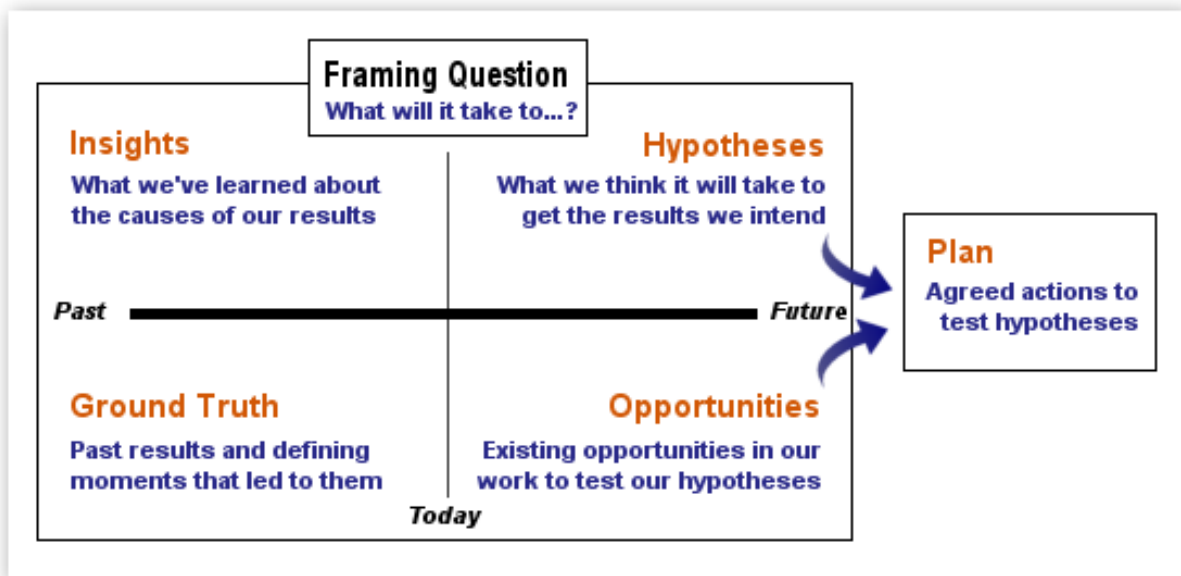 Framing Question
What will it take to...?
Insights
What we've learned about
the causes of our results
Hypotheses
What we think it will take to
get the results we intend
Past
Future
Ground Truth
Past results and defining
moments that led to them
Opportunities
Existing opportunities in our
work to test our hypotheses
Today
Plan
Agreed actions to
test hypotheses